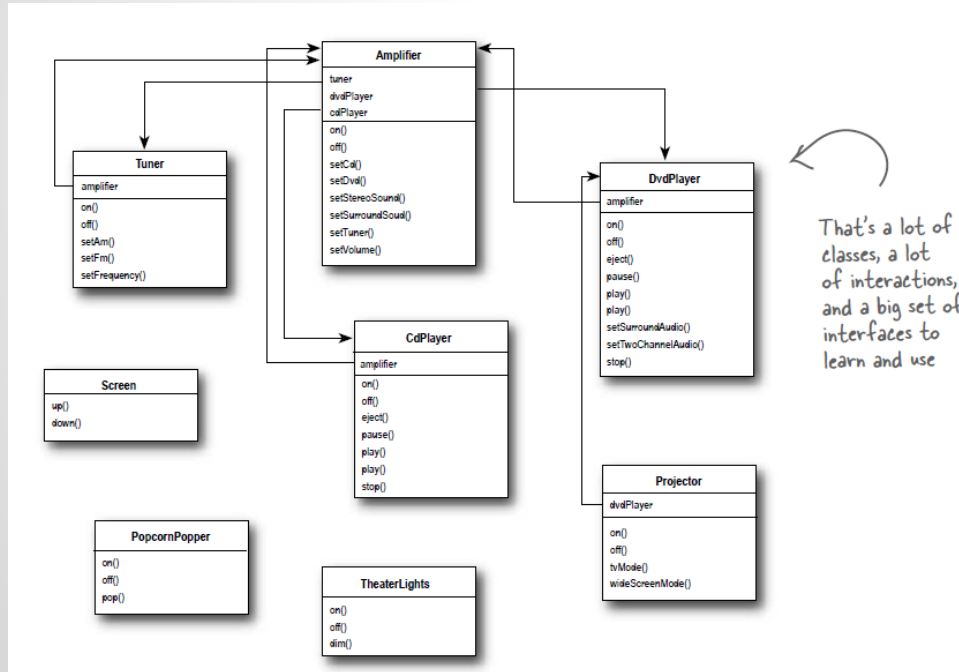 Amplifier
tuner
dvdPlayer
cdPlayer
on()
off()
setCd()
setDvd()
setStereoSound()
setSurroundSoud()
setTuner()
setVolume()
Tuner
amplifier
on()
off()
setAm()
setFm()
setFrequency()
DvdPlayer
amplifier
on()
off()
eject()
pause()
play()
play()
setSurroundAudio()
setTwoChannelAudio()
stop()
That's a lot of
classes, a lot
of interactions,
and a big set of
interfaces to
learn and use
CdPlayer
amplifier
on()
off()
eject()
pause()
play()
play()
stop()
Screen
up()
down()
Projector
dvdPlayer
on()
off()
tvMode()
wideScreenMode()
PopcornPopper
on()
off()
pop()
TheaterLights
on()
off()
dim()